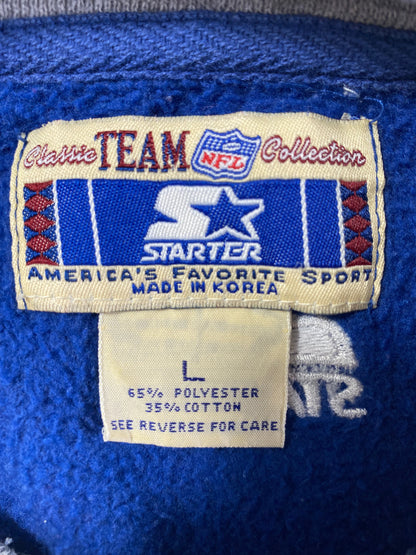 Classic TEAM NFL Collection
STARTER
AMERICA'S FAVORITE SPORT
MADE IN KOREA
L
65% POLYESTER
35% COTTON
SEE REVERSE FOR CARE